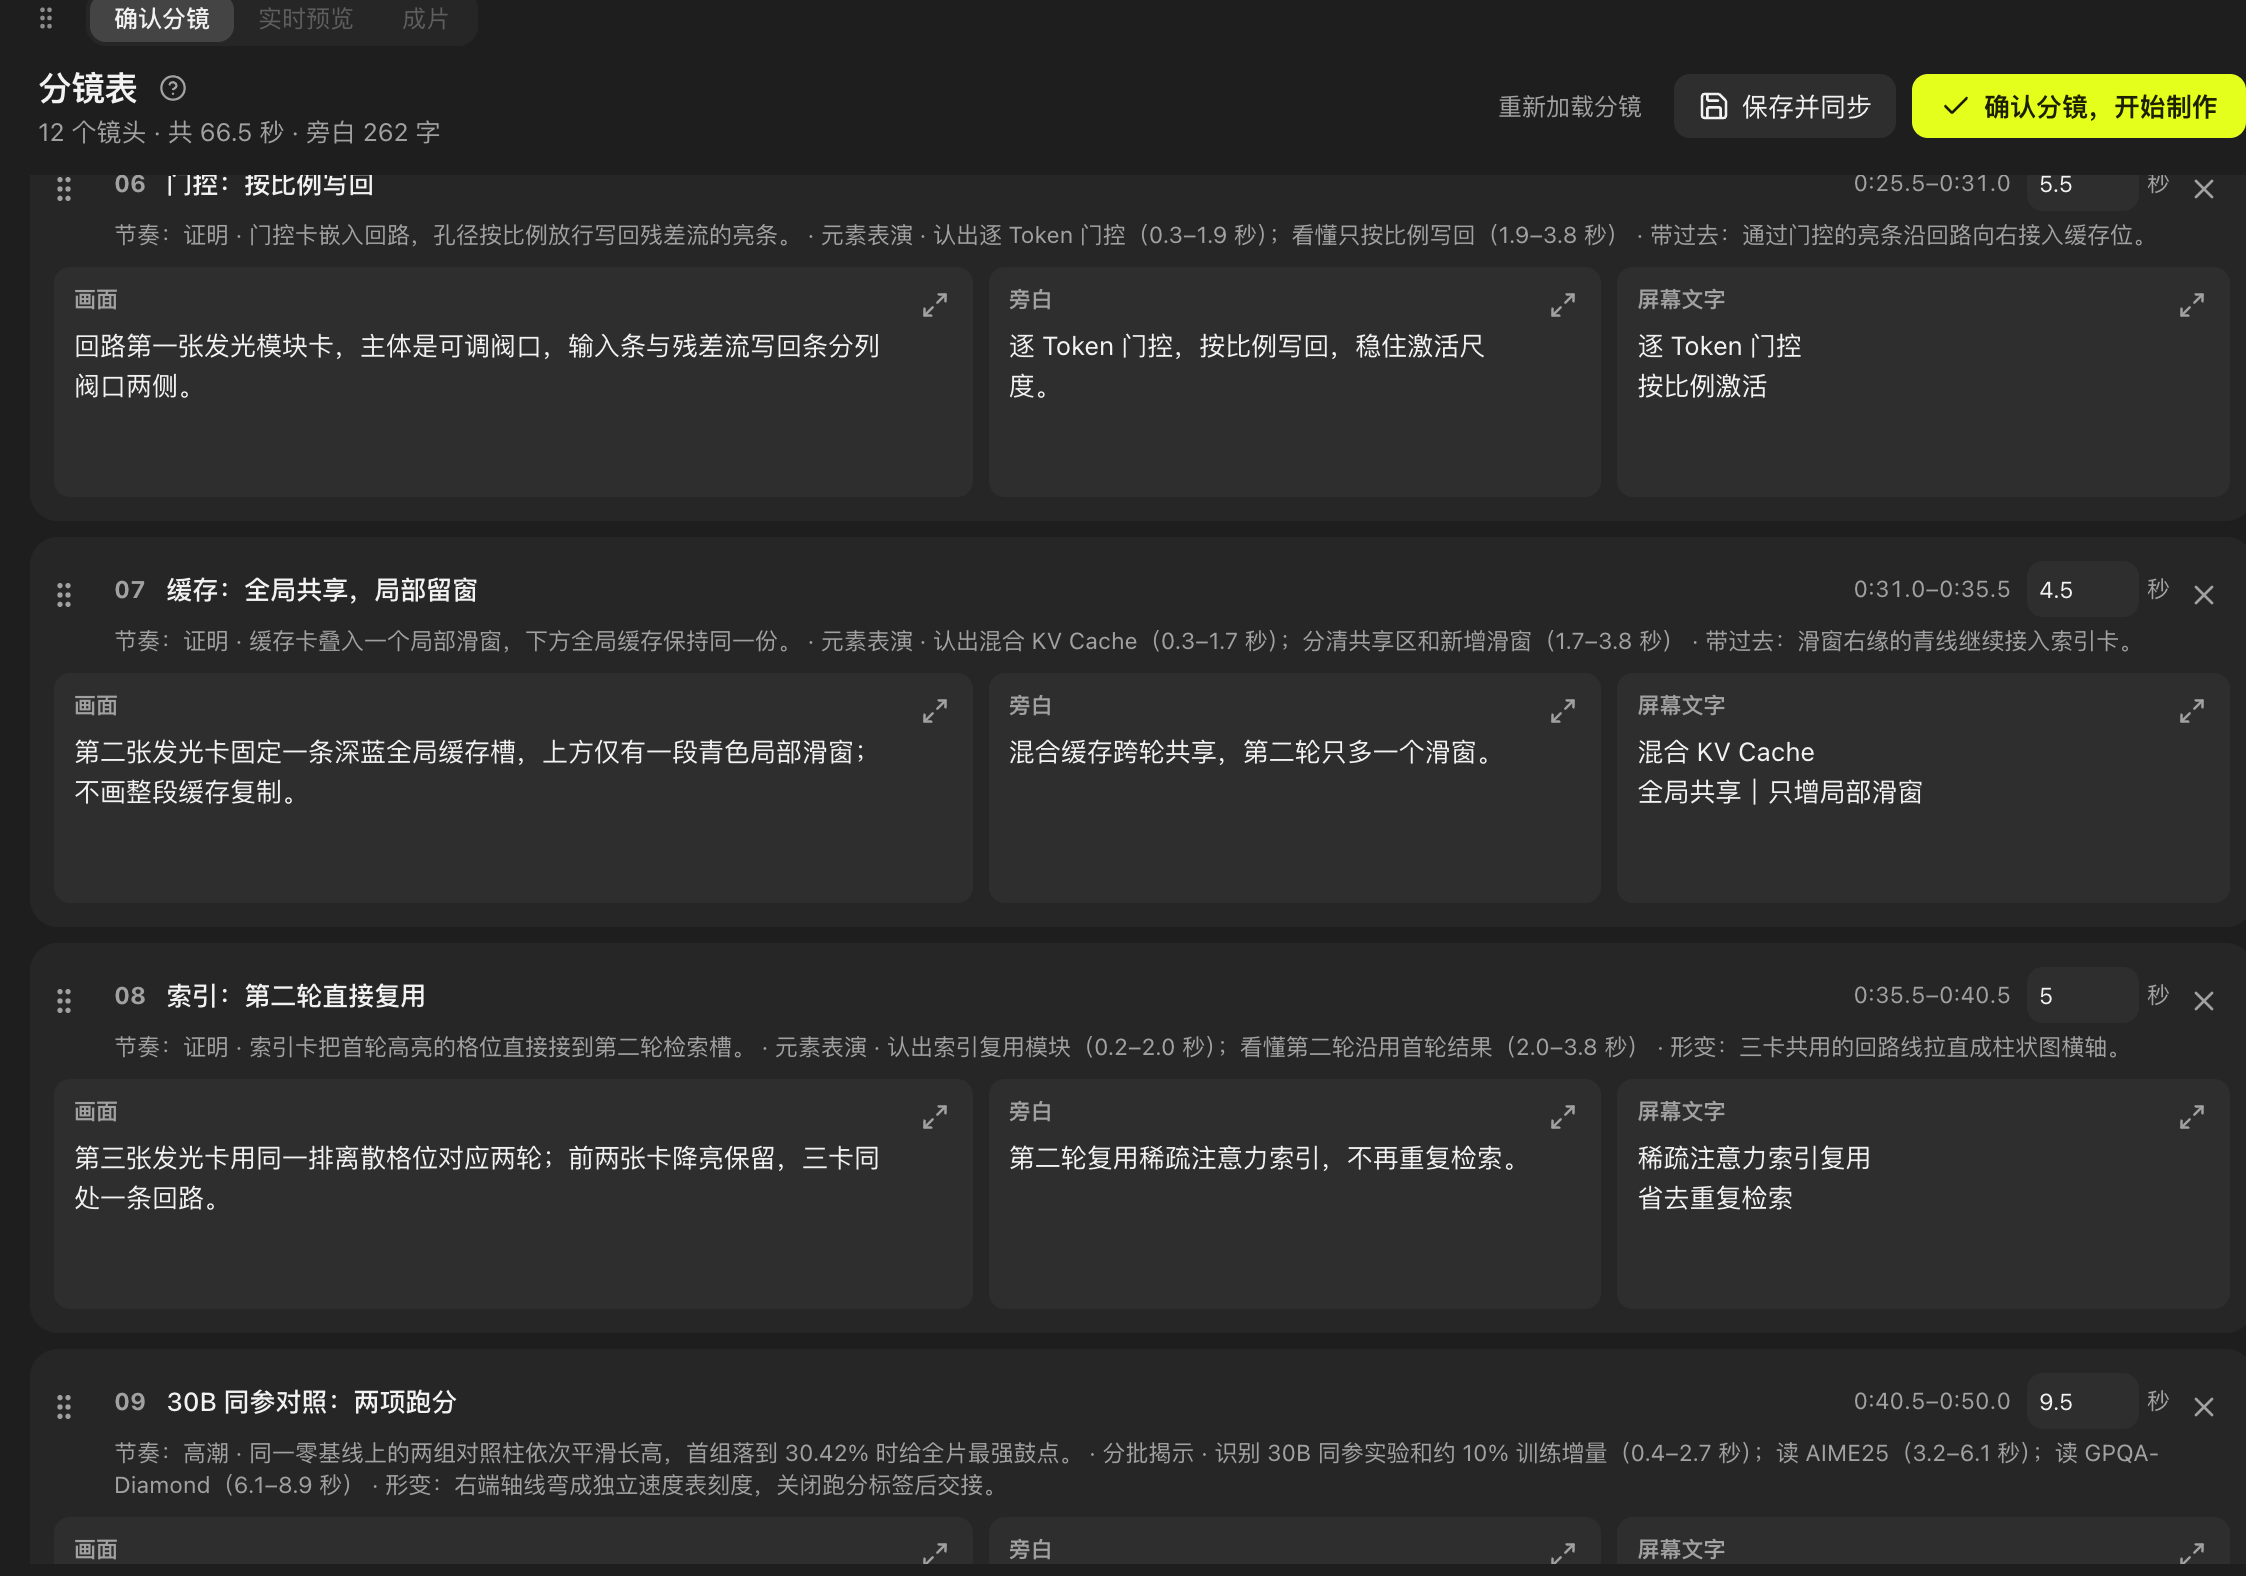 确认分镜 实时预览 成片
分镜表
12 个镜头 · 共 66.5 秒 · 旁白 262 字
重新加载分镜 保存并同步 确认分镜，开始制作
06 门控：按比例写回 0:25.5–0:31.0 5.5 秒
节奏：证明 · 门控卡嵌入回路，孔径按比例放行写回残差流的亮条。 · 元素表演 · 认出逐 Token 门控（0.3–1.9 秒）；看懂只按比例写回（1.9–3.8 秒） · 带过去：通过门控的亮条沿回路向右接入缓存位。
画面
回路第一张发光模块卡，主体是可调阀口，输入条与残差流写回条分列
阀口两侧。
旁白
逐 Token 门控，按比例写回，稳住激活尺
度。
屏幕文字
逐 Token 门控
按比例激活
07 缓存：全局共享，局部留窗 0:31.0–0:35.5 4.5 秒
节奏：证明 · 缓存卡叠入一个局部滑窗，下方全局缓存保持同一份。 · 元素表演 · 认出混合 KV Cache（0.3–1.7 秒）；分清共享区和新增滑窗（1.7–3.8 秒） · 带过去：滑窗右缘的青线继续接入索引卡。
画面
第二张发光卡固定一条深蓝全局缓存槽，上方仅有一段青色局部滑窗；
不画整段缓存复制。
旁白
混合缓存跨轮共享，第二轮只多一个滑窗。
屏幕文字
混合 KV Cache
全局共享｜只增局部滑窗
08 索引：第二轮直接复用 0:35.5–0:40.5 5 秒
节奏：证明 · 索引卡把首轮高亮的格位直接接到第二轮检索槽。 · 元素表演 · 认出索引复用模块（0.2–2.0 秒）；看懂第二轮沿用首轮结果（2.0–3.8 秒） · 形变：三卡共用的回路线拉直成柱状图横轴。
画面
第三张发光卡用同一排离散格位对应两轮；前两张卡降亮保留，三卡同
处一条回路。
旁白
第二轮复用稀疏注意力索引，不再重复检索。
屏幕文字
稀疏注意力索引复用
省去重复检索
09 30B 同参对照：两项跑分 0:40.5–0:50.0 9.5 秒
节奏：高潮 · 同一零基线上的两组对照柱依次平滑长高，首组落到 30.42% 时给全片最强鼓点。 · 分批揭示 · 识别 30B 同参实验和约 10% 训练增量（0.4–2.7 秒）；读 AIME25（3.2–6.1 秒）；读 GPQA-
Diamond（6.1–8.9 秒） · 形变：右端轴线弯成独立速度表刻度，关闭跑分标签后交接。
画面
旁白
屏幕文字